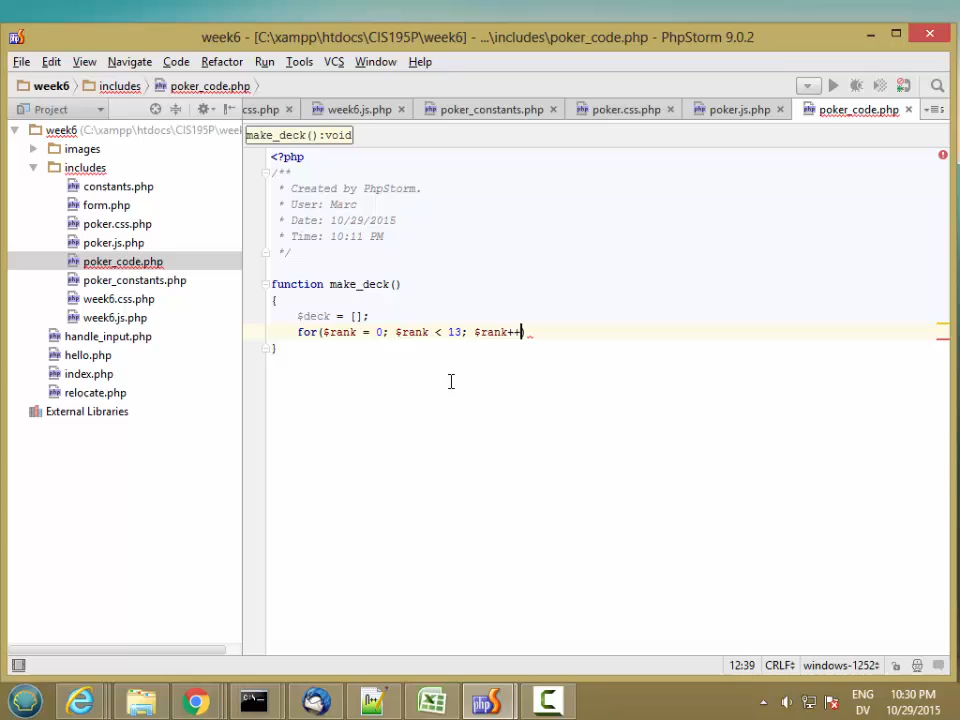 week6 - [C:\xampp\htdocs\CIS195P\week6] - ...\includes\poker_code.php - PhpStorm 9.0.2
File Edit View Navigate Code Refactor Run Tools VCS Window Help
week6 includes poker_code.php
Project css.php week6.js.php poker_constants.php poker.css.php poker.js.php poker_code.php
week6 (C:\xampp\htdocs\CIS195P\week
make_deck():void
images
includes
constants.php
form.php
poker.css.php
poker.js.php
poker_code.php
poker_constants.php
week6.css.php
week6.js.php
handle_input.php
hello.php
index.php
relocate.php
External Libraries
<?php
/**
* Created by PhpStorm.
* User: Marc
* Date: 10/29/2015
* Time: 10:11 PM
*/
function make_deck()
{
$deck = [];
for($rank = 0; $rank < 13; $rank++)
}
12:39 CRLF windows-1252
ENG 10:30 PM
DV 10/29/2015